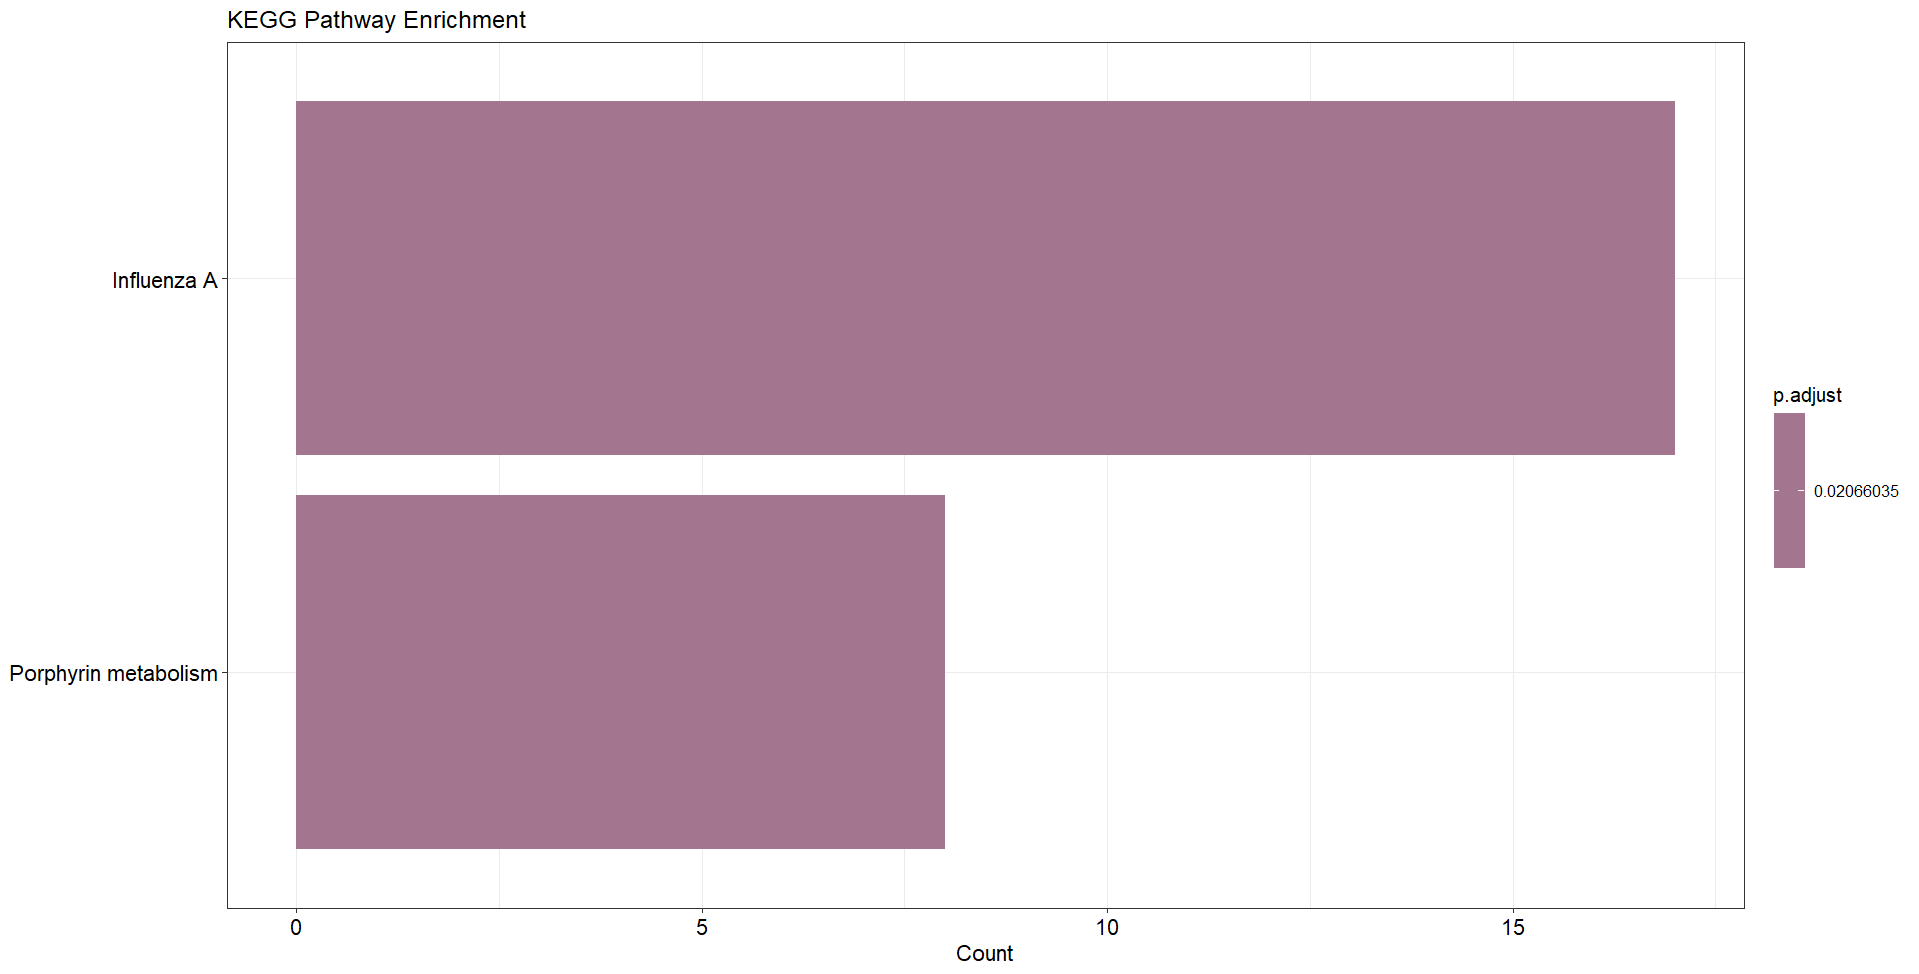 KEGG Pathway Enrichment
Influenza A
Porphyrin metabolism
p.adjust
0.02066035
0 5 10 15
Count